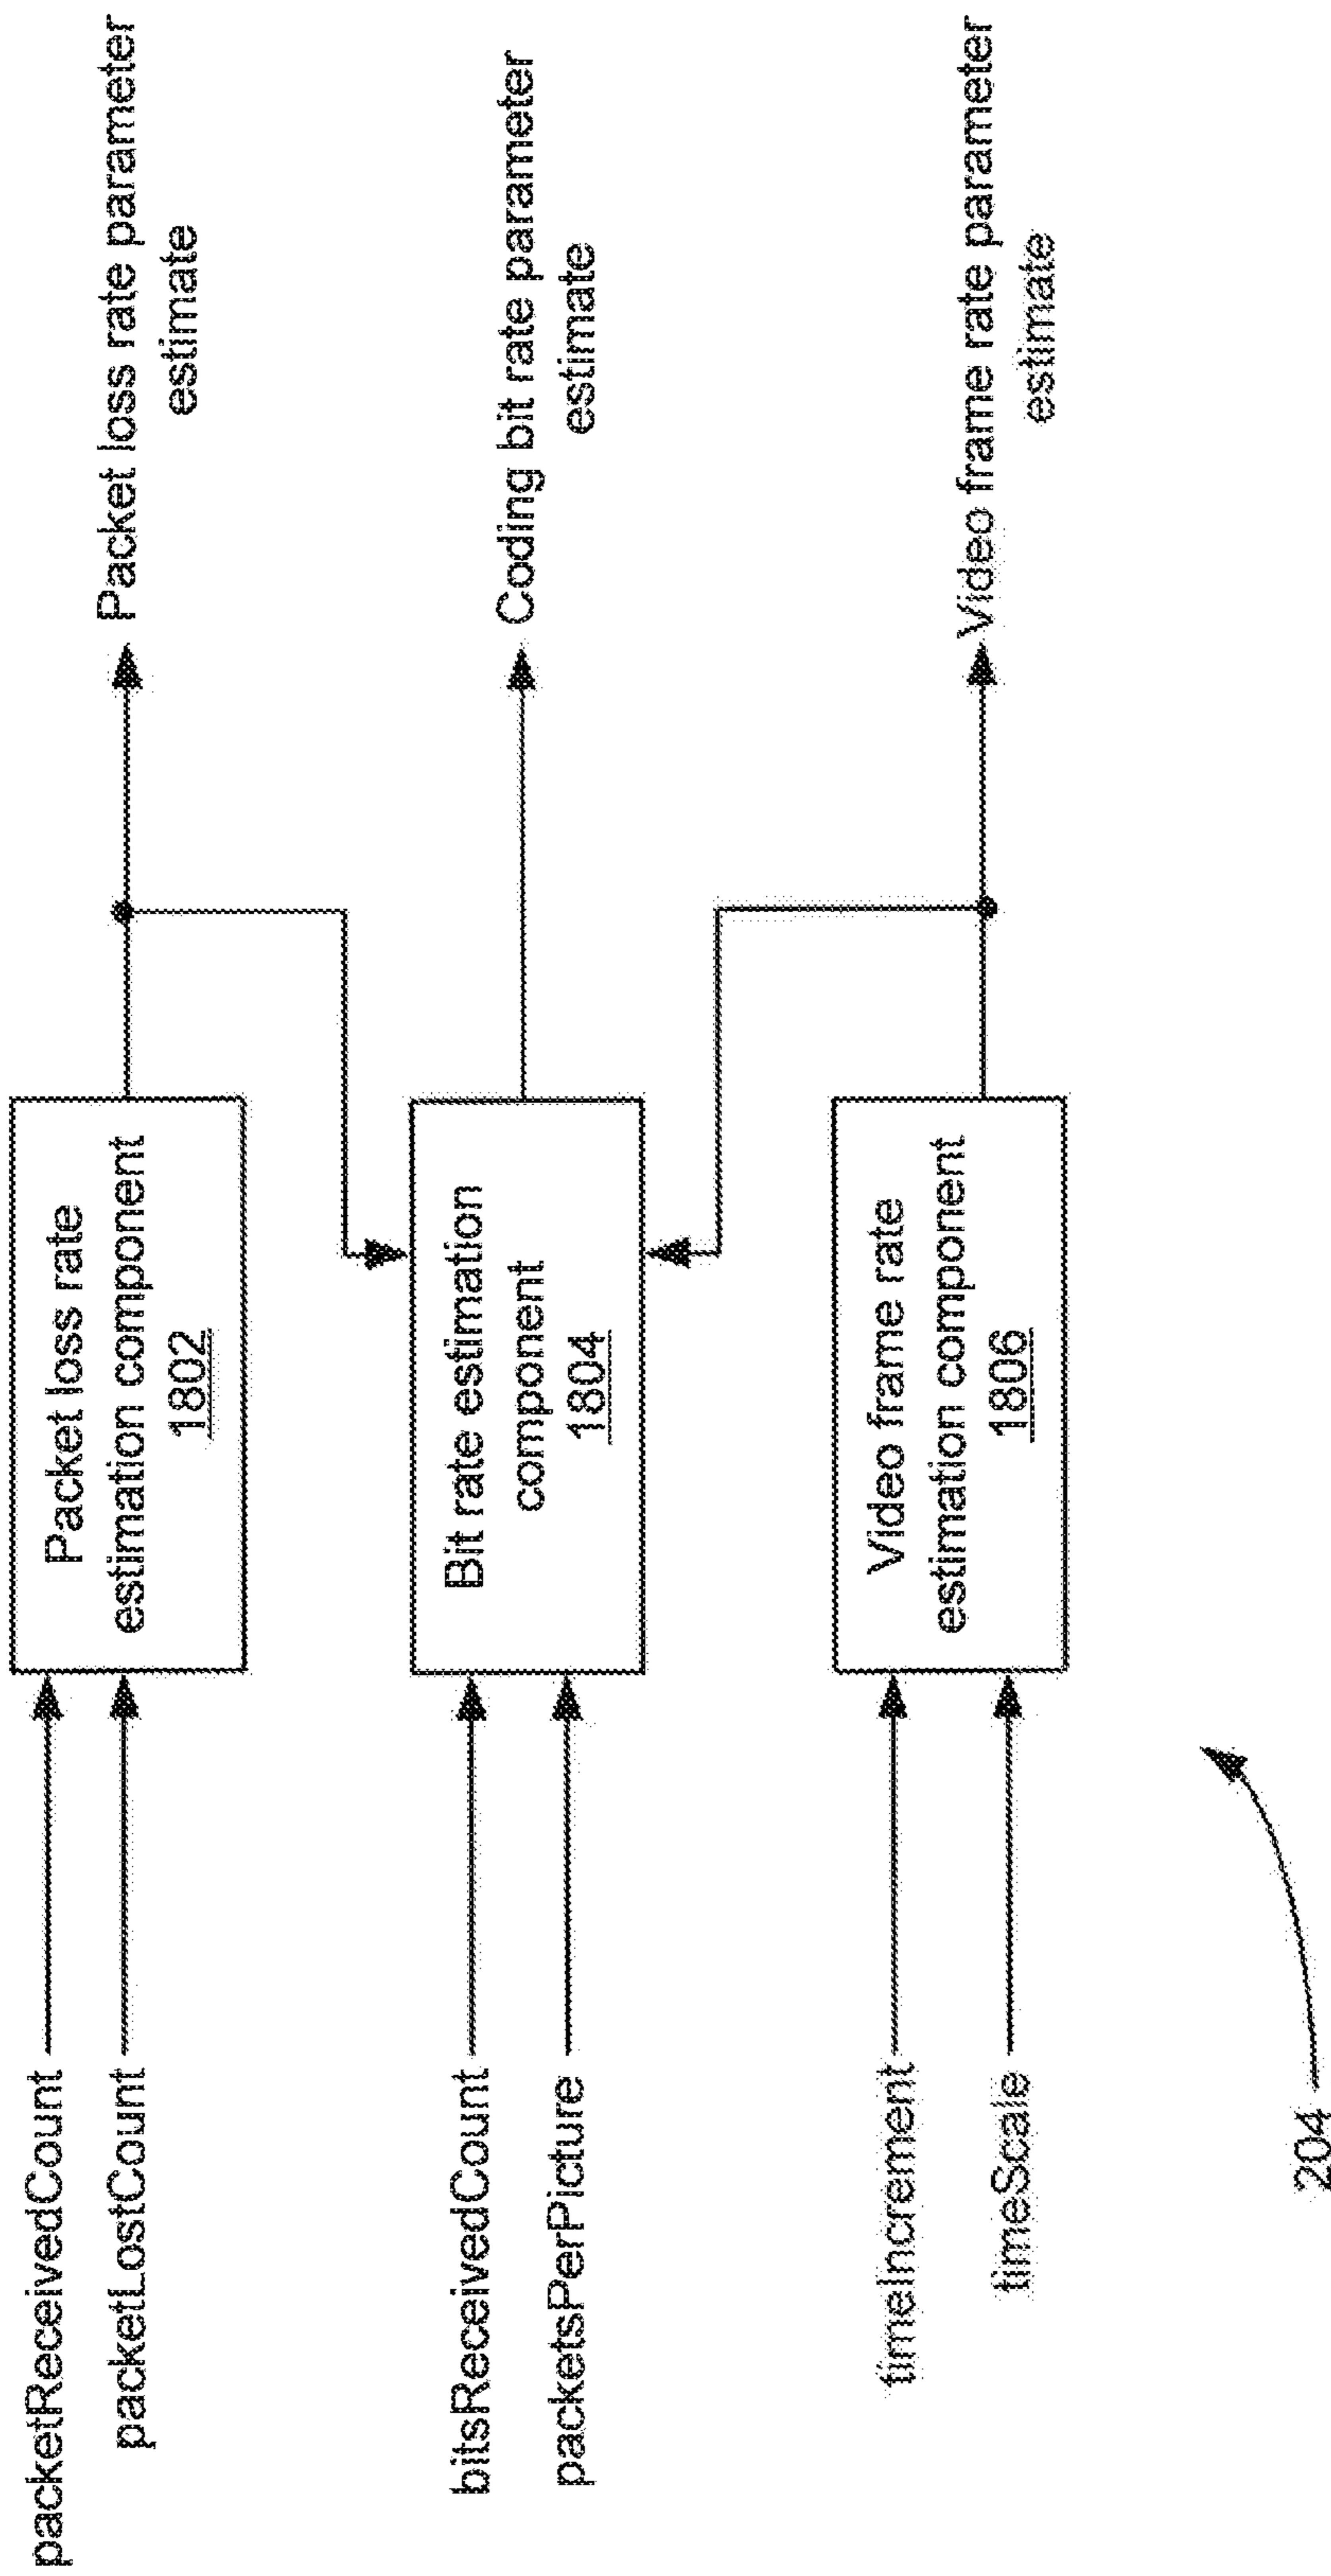 packetReceivedCount
packetLostCount
Packet loss rate
estimation component
1802
Packet loss rate parameter
estimate
bitsReceivedCount
packetsPerPicture
Bit rate estimation
component
1804
Coding bit rate parameter
estimate
timeIncrement
timeScale
Video frame rate
estimation component
1806
Video frame rate parameter
estimate
204